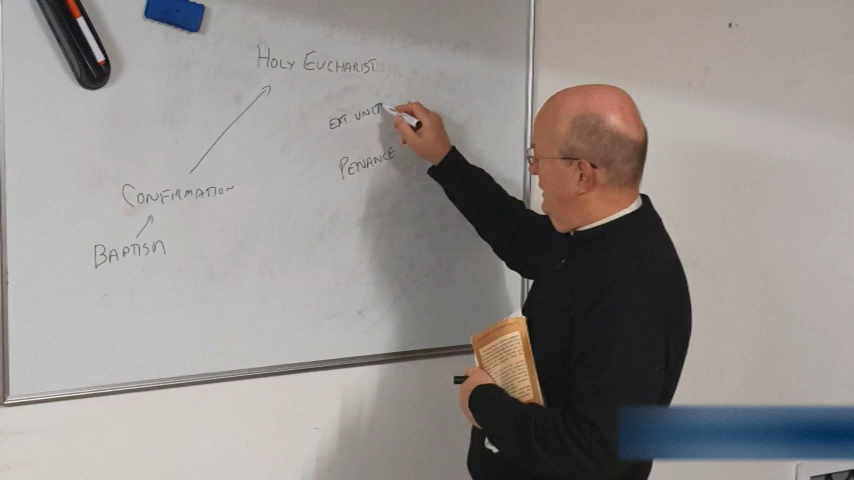 HOLY EUCHARIST
EXT. UNCT
PENANCE
CONFIRMATION
BAPTISM